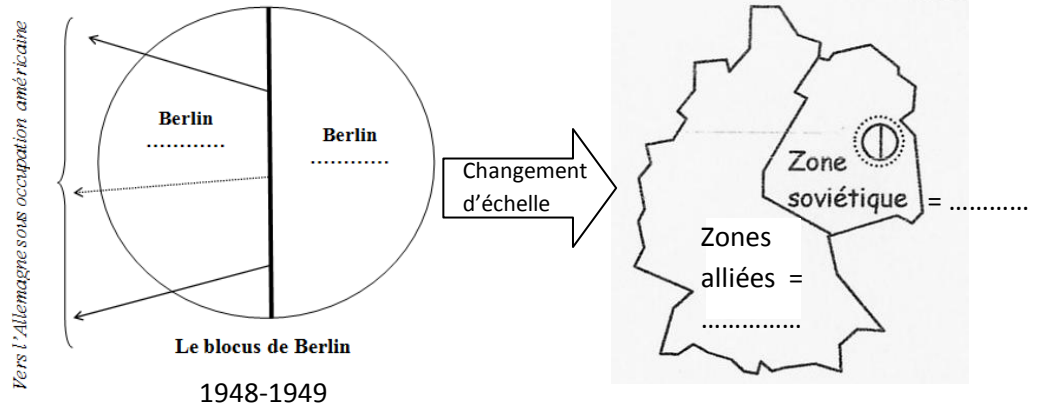 Vers l'Allemagne sous occupation américaine
Berlin
…………
Berlin
…………
Le blocus de Berlin
1948-1949
Changement
d'échelle
Zone
soviétique = …………
Zones
alliées =
……………